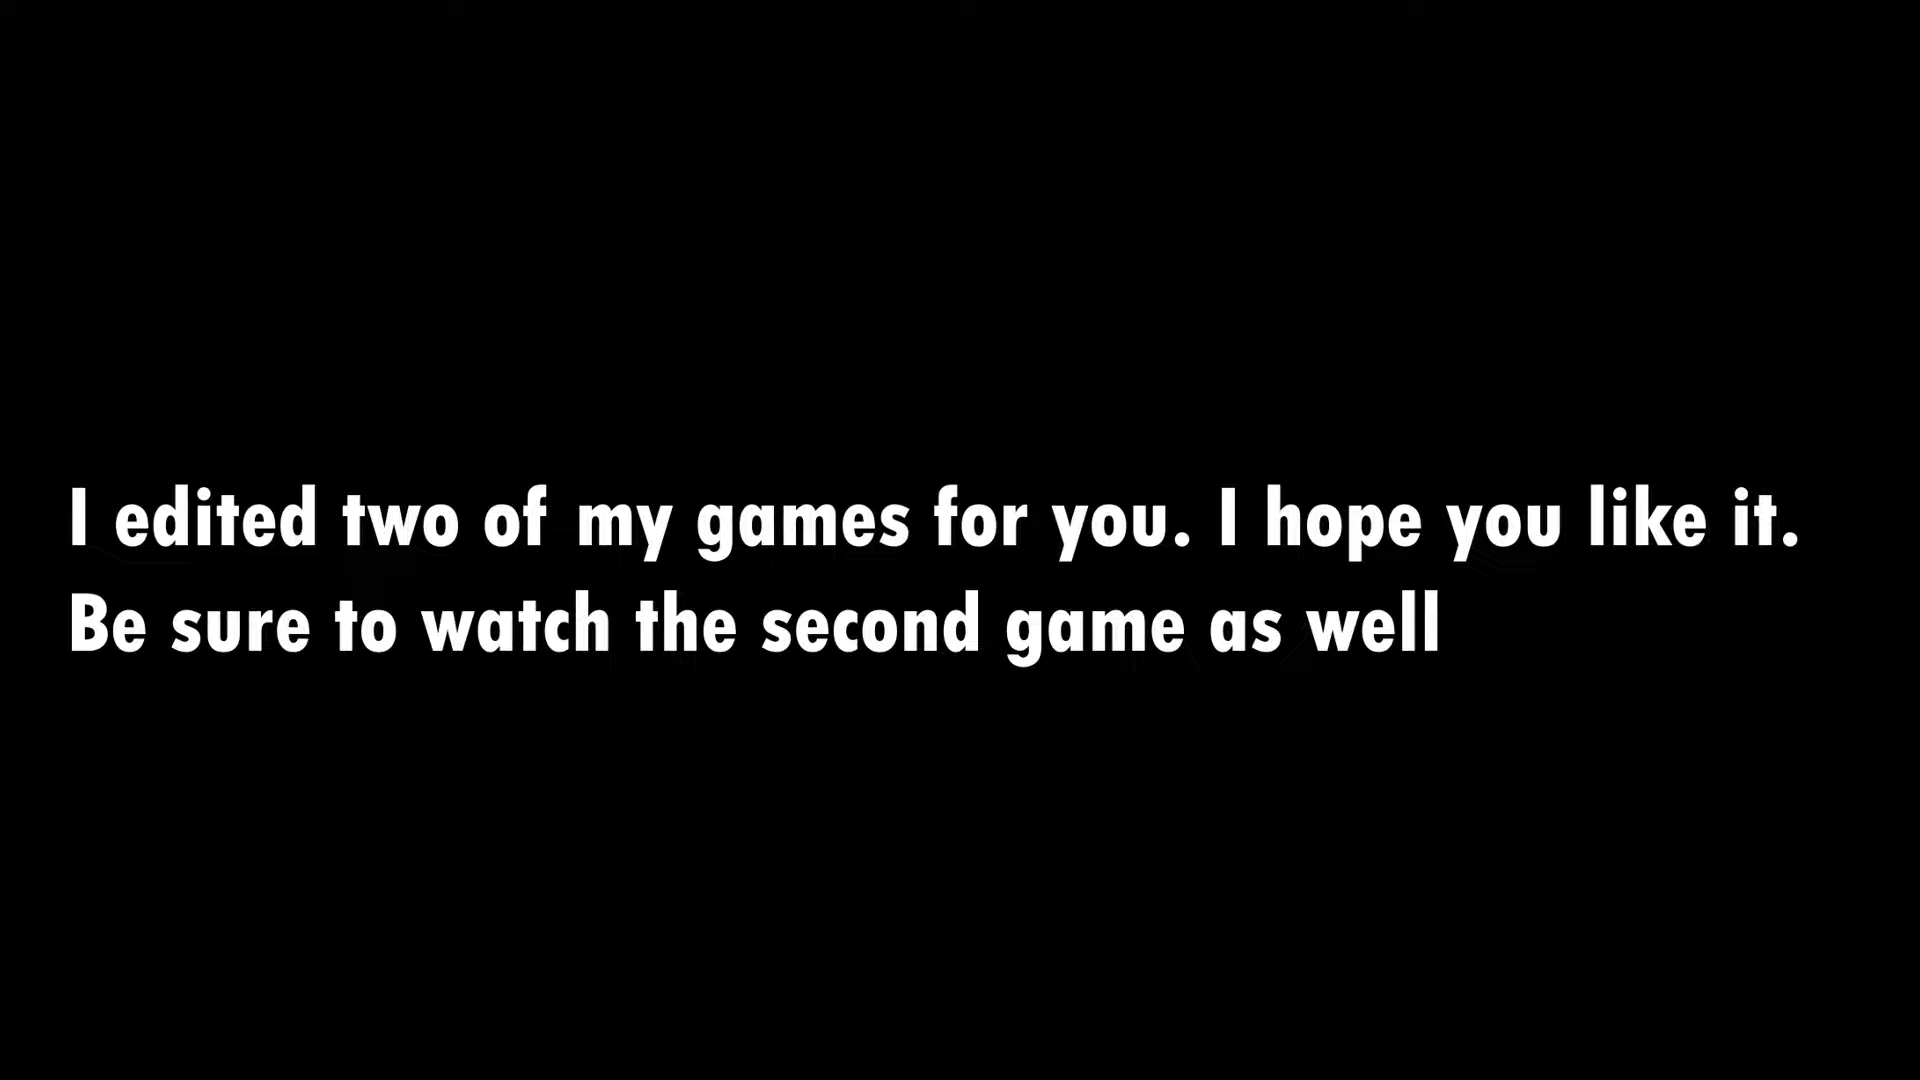 I edited two of my games for you. I hope you like it.
Be sure to watch the second game as well